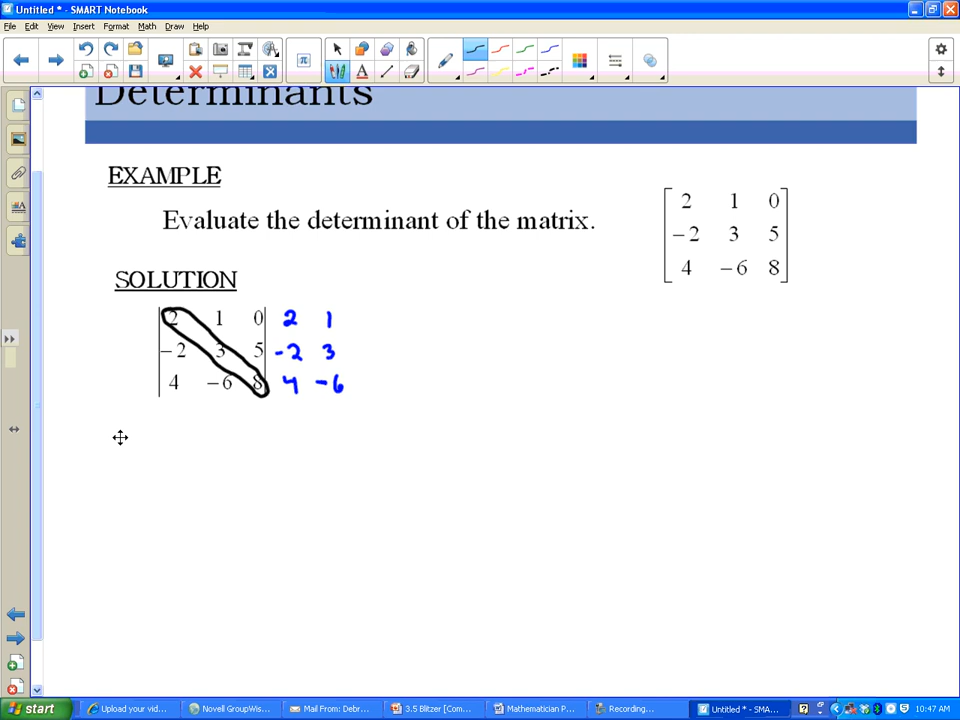 Untitled * - SMART Notebook
File Edit View Insert Format Math Draw Help
Determinants
EXAMPLE
Evaluate the determinant of the matrix.
2 1 0
−2 3 5
4 −6 8
SOLUTION
2 1 0 2 1
−2 3 5 -2 3
4 −6 8 4 -6
start Upload your vid... Novell GroupWis... Mail From: Debr... 3.5 Blitzer [Com... Mathematician P... Recording... Untitled * - SMA... 10:47 AM